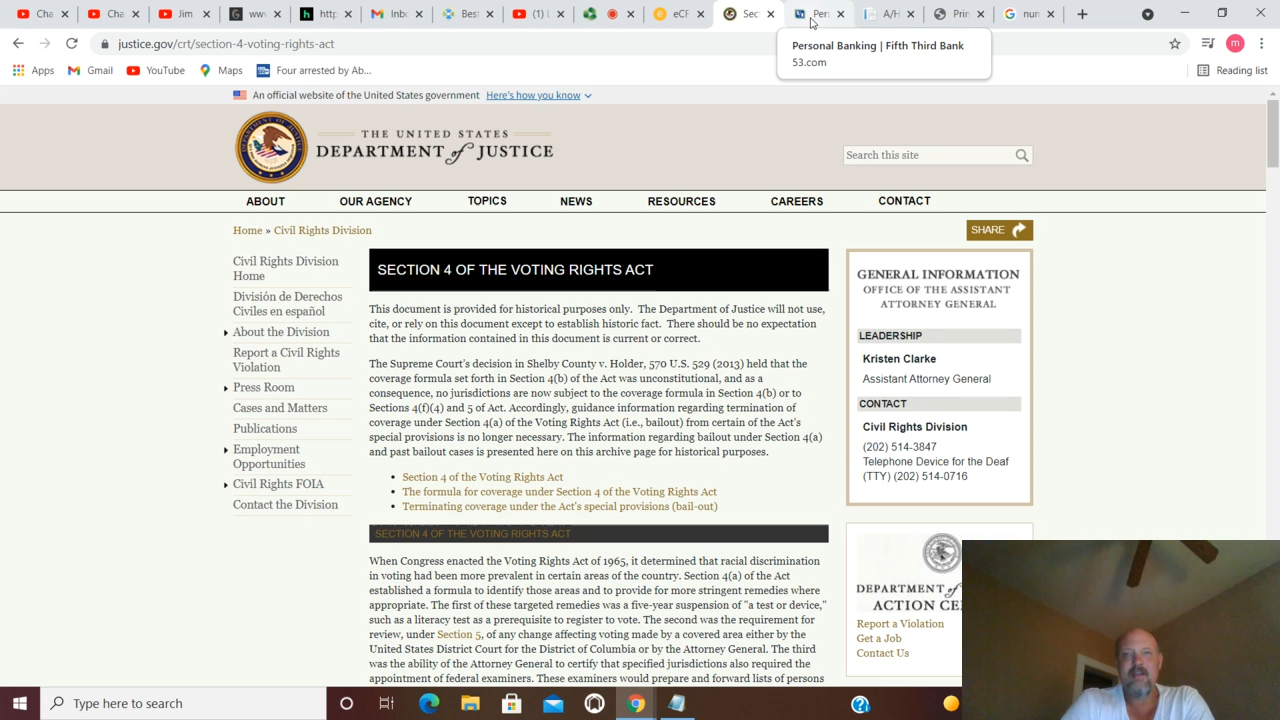 Cha
Cha
Jim
www
http
Inbo
Best
(1) L
eCF
Sec
Pers
A/H
Prin
num
justice.gov/crt/section-4-voting-rights-act
m
Personal Banking | Fifth Third Bank
53.com
Apps
Gmail
YouTube
Maps
Four arrested by Ab...
Reading list
An official website of the United States government Here's how you know
THE UNITED STATES
DEPARTMENT of JUSTICE
Search this site
ABOUT
OUR AGENCY
TOPICS
NEWS
RESOURCES
CAREERS
CONTACT
Home » Civil Rights Division
SHARE
Civil Rights Division
Home
División de Derechos
Civiles en español
About the Division
Report a Civil Rights
Violation
Press Room
Cases and Matters
Publications
Employment
Opportunities
Civil Rights FOIA
Contact the Division
SECTION 4 OF THE VOTING RIGHTS ACT
This document is provided for historical purposes only. The Department of Justice will not use,
cite, or rely on this document except to establish historic fact. There should be no expectation
that the information contained in this document is current or correct.
The Supreme Court's decision in Shelby County v. Holder, 570 U.S. 529 (2013) held that the
coverage formula set forth in Section 4(b) of the Act was unconstitutional, and as a
consequence, no jurisdictions are now subject to the coverage formula in Section 4(b) or to
Sections 4(f)(4) and 5 of Act. Accordingly, guidance information regarding termination of
coverage under Section 4(a) of the Voting Rights Act (i.e., bailout) from certain of the Act's
special provisions is no longer necessary. The information regarding bailout under Section 4(a)
and past bailout cases is presented here on this archive page for historical purposes.
• Section 4 of the Voting Rights Act
• The formula for coverage under Section 4 of the Voting Rights Act
• Terminating coverage under the Act's special provisions (bail-out)
SECTION 4 OF THE VOTING RIGHTS ACT
When Congress enacted the Voting Rights Act of 1965, it determined that racial discrimination
in voting had been more prevalent in certain areas of the country. Section 4(a) of the Act
established a formula to identify those areas and to provide for more stringent remedies where
appropriate. The first of these targeted remedies was a five-year suspension of "a test or device,"
such as a literacy test as a prerequisite to register to vote. The second was the requirement for
review, under Section 5, of any change affecting voting made by a covered area either by the
United States District Court for the District of Columbia or by the Attorney General. The third
was the ability of the Attorney General to certify that specified jurisdictions also required the
appointment of federal examiners. These examiners would prepare and forward lists of persons
GENERAL INFORMATION
OFFICE OF THE ASSISTANT
ATTORNEY GENERAL
LEADERSHIP
Kristen Clarke
Assistant Attorney General
CONTACT
Civil Rights Division
(202) 514-3847
Telephone Device for the Deaf
(TTY) (202) 514-0716
DEPARTM
ACTION CE
Report a Violation
Get a Job
Contact Us
Type here to search